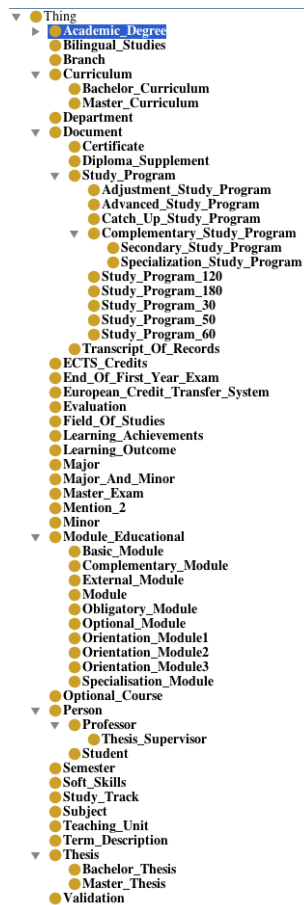 Thing
Academic_Degree
Bilingual_Studies
Branch
Curriculum
Bachelor_Curriculum
Master_Curriculum
Department
Document
Certificate
Diploma_Supplement
Study_Program
Adjustment_Study_Program
Advanced_Study_Program
Catch_Up_Study_Program
Complementary_Study_Program
Secondary_Study_Program
Specialization_Study_Program
Study_Program_120
Study_Program_180
Study_Program_30
Study_Program_50
Study_Program_60
Transcript_Of_Records
ECTS_Credits
End_Of_First_Year_Exam
European_Credit_Transfer_System
Evaluation
Field_Of_Studies
Learning_Achievements
Learning_Outcome
Major
Major_And_Minor
Master_Exam
Mention_2
Minor
Module_Educational
Basic_Module
Complementary_Module
External_Module
Module
Obligatory_Module
Optional_Module
Orientation_Module1
Orientation_Module2
Orientation_Module3
Specialisation_Module
Optional_Course
Person
Professor
Thesis_Supervisor
Student
Semester
Soft_Skills
Study_Track
Subject
Teaching_Unit
Term_Description
Thesis
Bachelor_Thesis
Master_Thesis
Validation